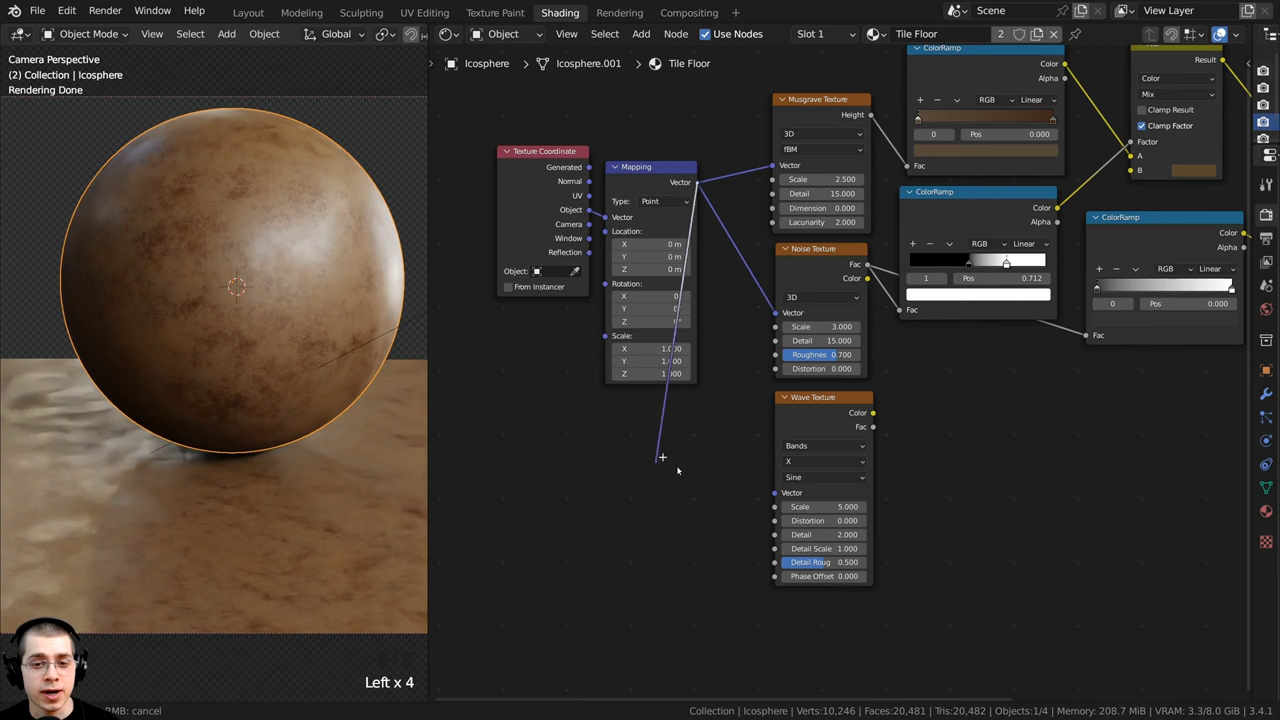 File Edit Render Window Help Layout Modeling Sculpting UV Editing Texture Paint Shading Rendering Compositing + Scene View Layer
Object Mode View Select Add Object Global Object View Select Add Node Use Nodes Slot 1 Tile Floor 2
Camera Perspective
(2) Collection | Icosphere
Rendering Done
Icosphere > Icosphere.001 > Tile Floor
ColorRamp
Color
Alpha
RGB Linear
0 Pos 0.000
Fac
Result
Color
Mix
Clamp Result
Clamp Factor
Factor
A
B
Musgrave Texture
Height
3D
fBM
Vector
Scale 2.500
Detail 15.000
Dimension 0.000
Lacunarity 2.000
Texture Coordinate
Generated
Normal
UV
Object
Camera
Window
Reflection
Object:
From Instancer
Mapping
Vector
Type: Point
Vector
Location:
X 0 m
Y 0 m
Z 0 m
Rotation:
X 0
Y 0
Z
Scale:
X 1.000
Y 1.000
Z 1.000
ColorRamp
Color
Alpha
RGB Linear
1 Pos 0.712
Fac
ColorRamp
Color
Alpha
RGB Linear
0 Pos 0.000
Fac
Noise Texture
Fac
Color
3D
Vector
Scale 3.000
Detail 15.000
Roughnes 0.700
Distortion 0.000
Wave Texture
Color
Fac
Bands
X
Sine
Vector
Scale 5.000
Distortion 0.000
Detail 2.000
Detail Scale 1.000
Detail Roug 0.500
Phase Offset 0.000
Left x 4
RMB: cancel
Collection | Icosphere | Verts:10,246 | Faces:20,481 | Tris:20,482 | Objects:1/4 | Memory: 208.7 MiB | VRAM: 3.3/8.0 GiB | 3.4.1